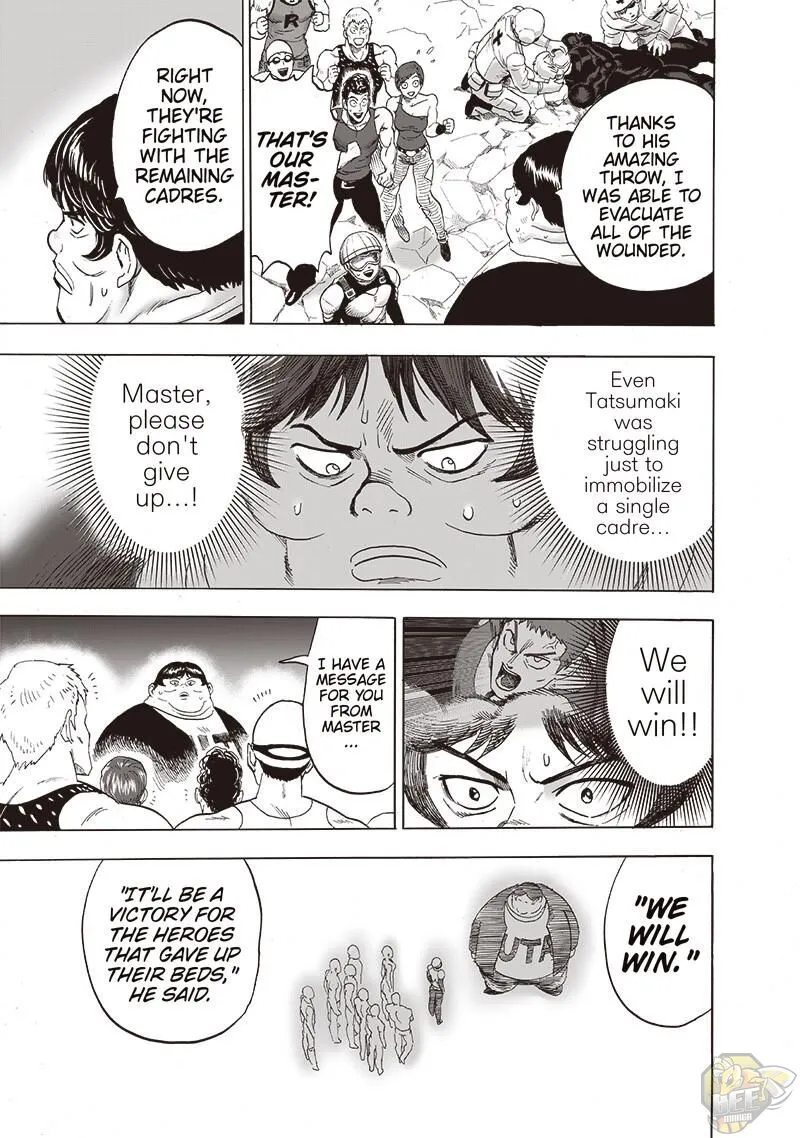 THANKS
TO HIS
AMAZING
THROW, I
WAS ABLE TO
EVACUATE
ALL OF THE
WOUNDED.
R
X
THAT'S
OUR
MAS-
TER!
RIGHT
NOW,
THEY'RE
FIGHTING
WITH THE
REMAINING
CADRES.
Even
Tatsumaki
was
struggling
just to
immobilize
a single
cadre...
Master,
please
don't
give
up...!
We
will
win!!
I HAVE A
MESSAGE
FOR YOU
FROM
MASTER
...
"WE
WILL
WIN."
UTA
"IT'LL BE A
VICTORY FOR
THE HEROES
THAT GAVE UP
THEIR BEDS,"
HE SAID.
BEE
MANGA